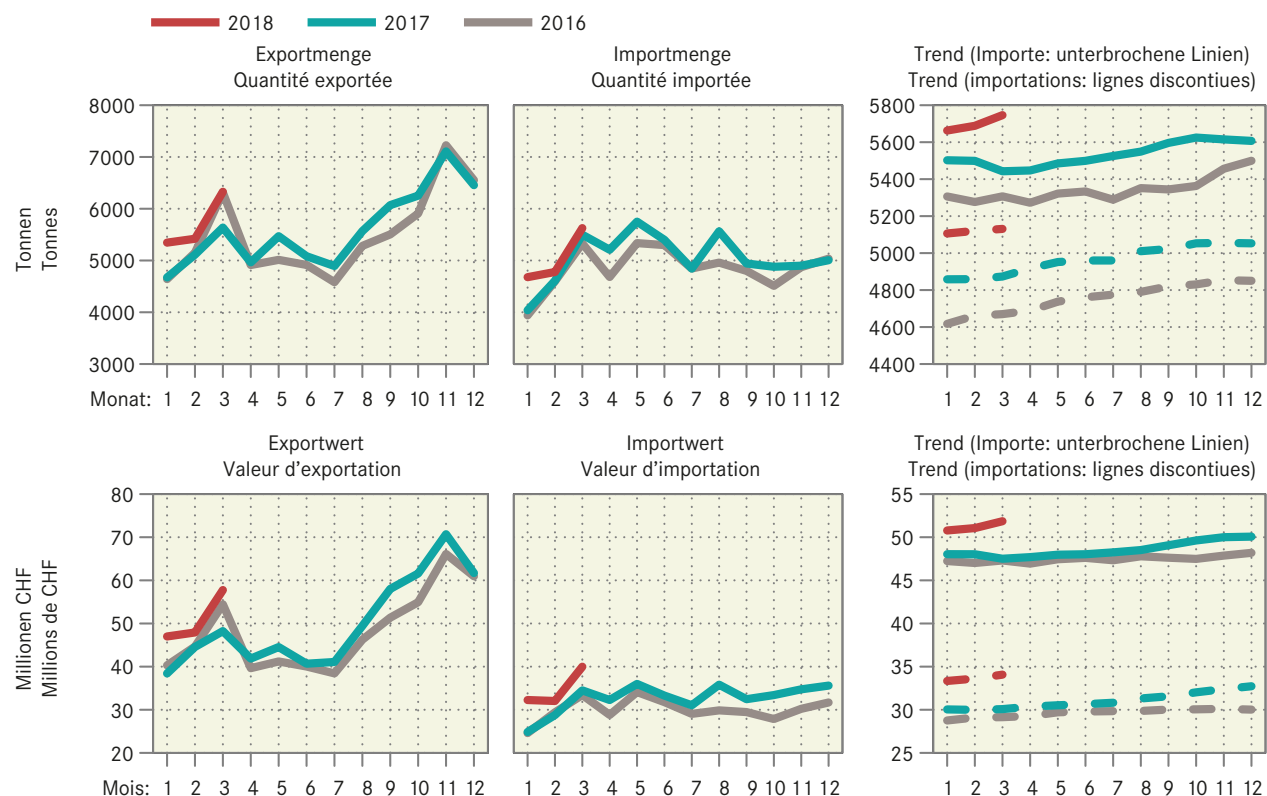 2018 2017 2016
Exportmenge
Quantité exportée
Importmenge
Quantité importée
Trend (Importe: unterbrochene Linien)
Trend (importations: lignes discontiues)
Tonnen
Tonnes
8000
7000
6000
5000
4000
3000
5800
5600
5400
5200
5000
4800
4600
4400
Monat: 1 2 3 4 5 6 7 8 9 10 11 12
1 2 3 4 5 6 7 8 9 10 11 12
1 2 3 4 5 6 7 8 9 10 11 12
Exportwert
Valeur d'exportation
Importwert
Valeur d'importation
Trend (Importe: unterbrochene Linien)
Trend (importations: lignes discontiues)
Millionen CHF
Millions de CHF
80
70
60
50
40
30
20
55
50
45
40
35
30
25
Mois: 1 2 3 4 5 6 7 8 9 10 11 12
1 2 3 4 5 6 7 8 9 10 11 12
1 2 3 4 5 6 7 8 9 10 11 12